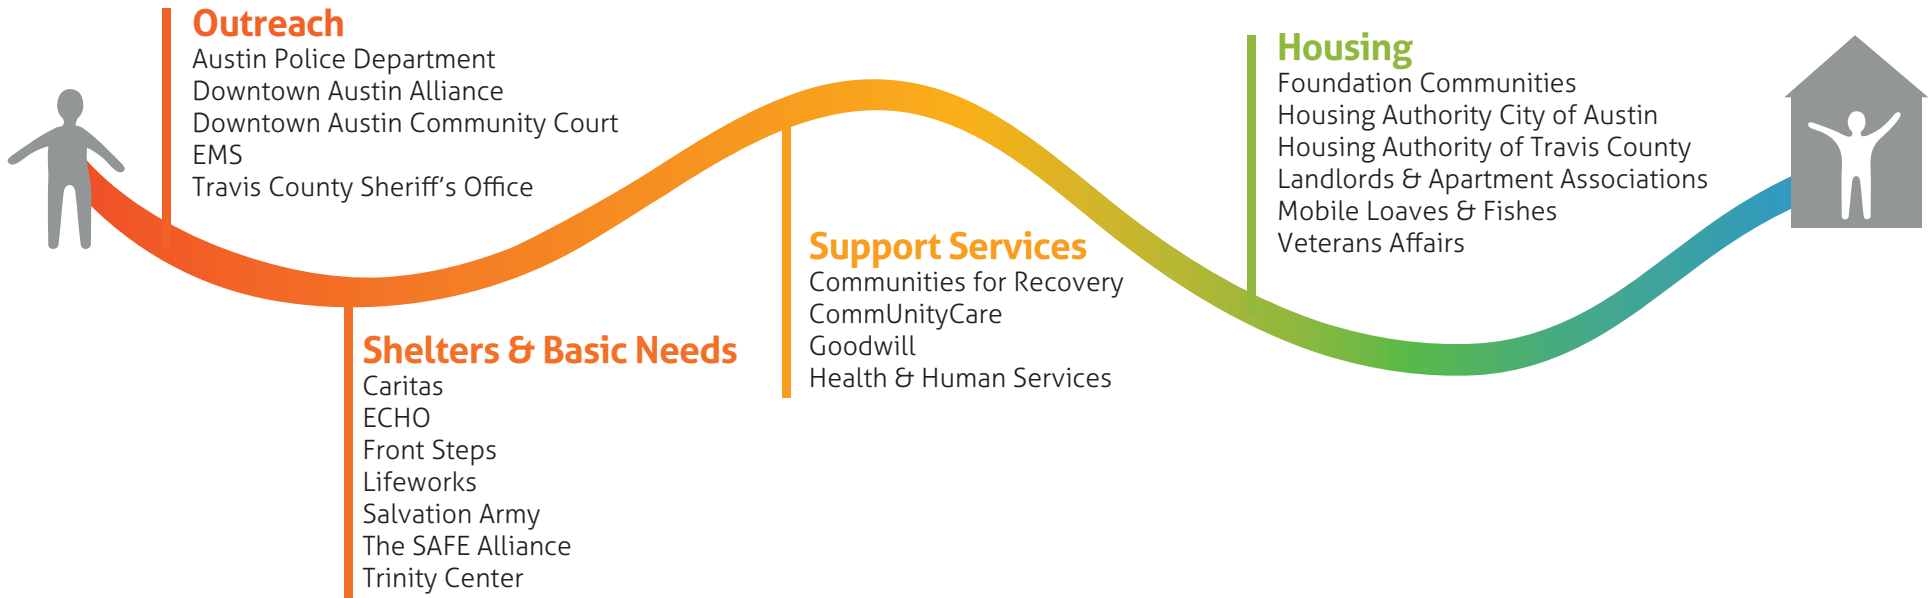 Outreach
Austin Police Department
Downtown Austin Alliance
Downtown Austin Community Court
EMS
Travis County Sheriff’s Office
Shelters & Basic Needs
Caritas
ECHO
Front Steps
Lifeworks
Salvation Army
The SAFE Alliance
Trinity Center
Support Services
Communities for Recovery
CommUnityCare
Goodwill
Health & Human Services
Housing
Foundation Communities
Housing Authority City of Austin
Housing Authority of Travis County
Landlords & Apartment Associations
Mobile Loaves & Fishes
Veterans Affairs